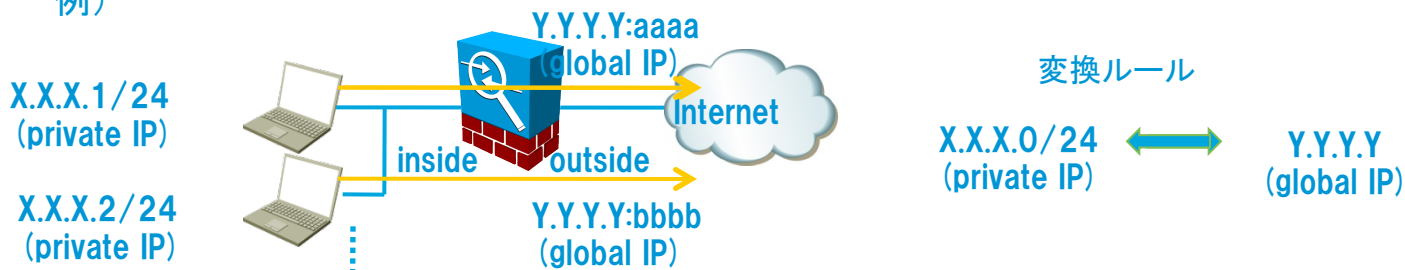 例）
X.X.X.1/24
(private IP)
X.X.X.2/24
(private IP)
Y.Y.Y.Y:aaaa
(global IP)
Internet
inside
outside
Y.Y.Y.Y:bbbb
(global IP)
変換ルール
X.X.X.0/24
(private IP)
Y.Y.Y.Y
(global IP)